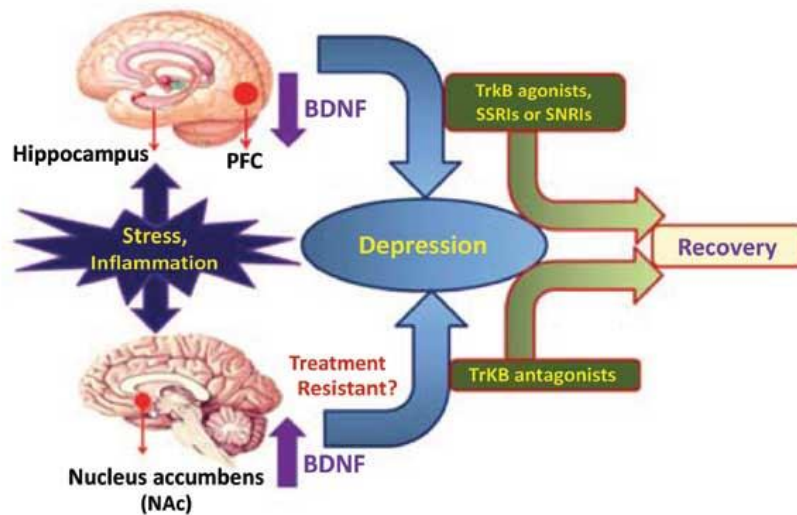 BDNF
TrkB agonists,
SSRIs or SNRIs
Hippocampus
PFC
Stress,
Inflammation
Depression
Recovery
Treatment
Resistant?
TrKB antagonists
BDNF
Nucleus accumbens
(NAc)